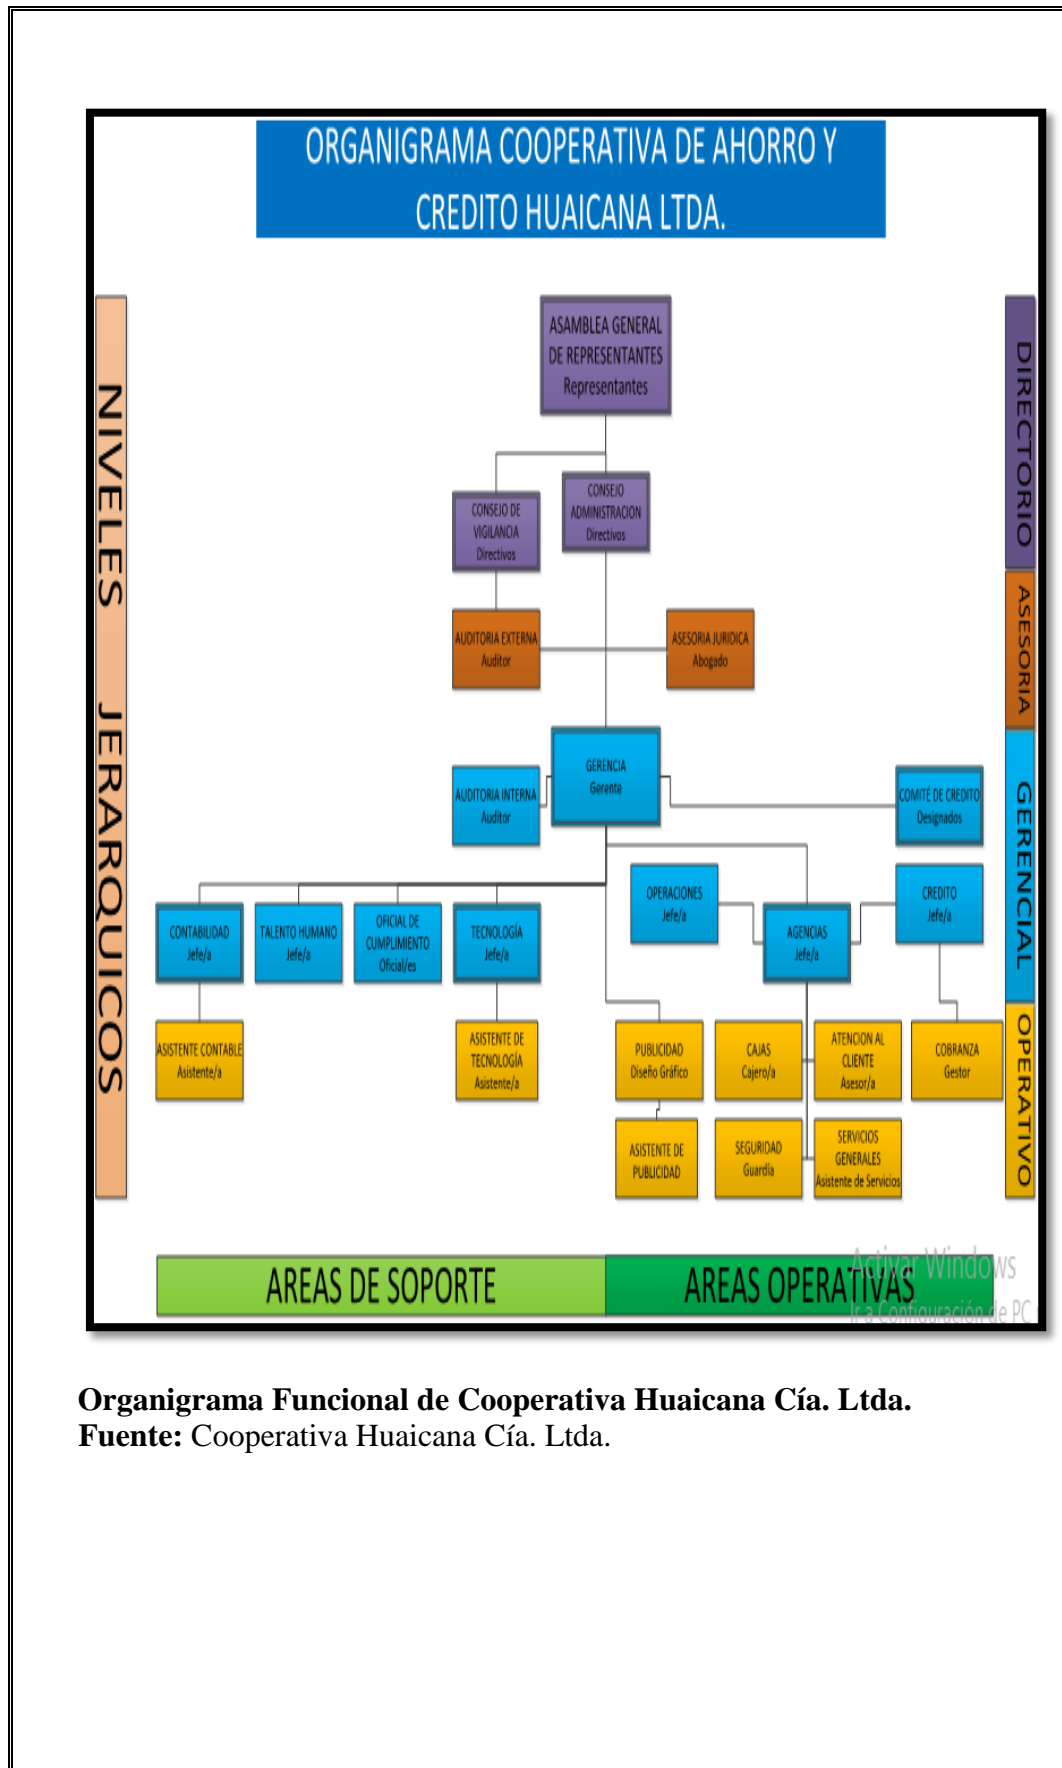 ORGANIGRAMA COOPERATIVA DE AHORRO Y
CREDITO HUAICANA LTDA.
NIVELES JERARQUICOS
DIRECTORIO
ASESORIA
GERENCIAL
OPERATIVO
ASAMBLEA GENERAL
DE REPRESENTANTES
Representantes
CONSEJO DE
VIGILANCIA
Directivos
CONSEJO
ADMINISTRACION
Directivos
AUDITORIA EXTERNA
Auditor
ASESORIA JURIDICA
Abogado
GERENCIA
Gerente
AUDITORIA INTERNA
Auditor
COMITÉ DE CREDITO
Designados
OPERACIONES
Jefe/a
CREDITO
Jefe/a
CONTABILIDAD
Jefe/a
TALENTO HUMANO
Jefe/a
OFICIAL DE
CUMPLIMIENTO
Oficial/es
TECNOLOGÍA
Jefe/a
AGENCIAS
Jefe/a
ASISTENTE CONTABLE
Asistente/a
ASISTENTE DE
TECNOLOGÍA
Asistente/a
PUBLICIDAD
Diseño Gráfico
CAJAS
Cajero/a
ATENCION AL
CLIENTE
Asesor/a
COBRANZA
Gestor
ASISTENTE DE
PUBLICIDAD
SEGURIDAD
Guardía
SERVICIOS
GENERALES
Asistente de Servicios
AREAS DE SOPORTE
AREAS OPERATIVAS
Activar Windows
Ir a Configuración de PC
Organigrama Funcional de Cooperativa Huaicana Cía. Ltda.
Fuente: Cooperativa Huaicana Cía. Ltda.